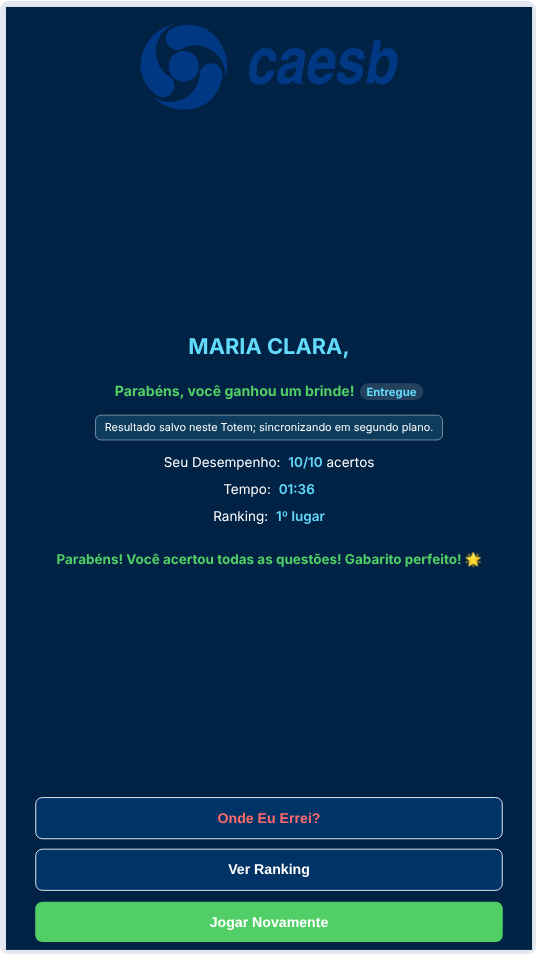 caesb
MARIA CLARA,
Parabéns, você ganhou um brinde! Entregue
Resultado salvo neste Totem; sincronizando em segundo plano.
Seu Desempenho: 10/10 acertos
Tempo: 01:36
Ranking: 1º lugar
Parabéns! Você acertou todas as questões! Gabarito perfeito! 🌟
Onde Eu Errei?
Ver Ranking
Jogar Novamente